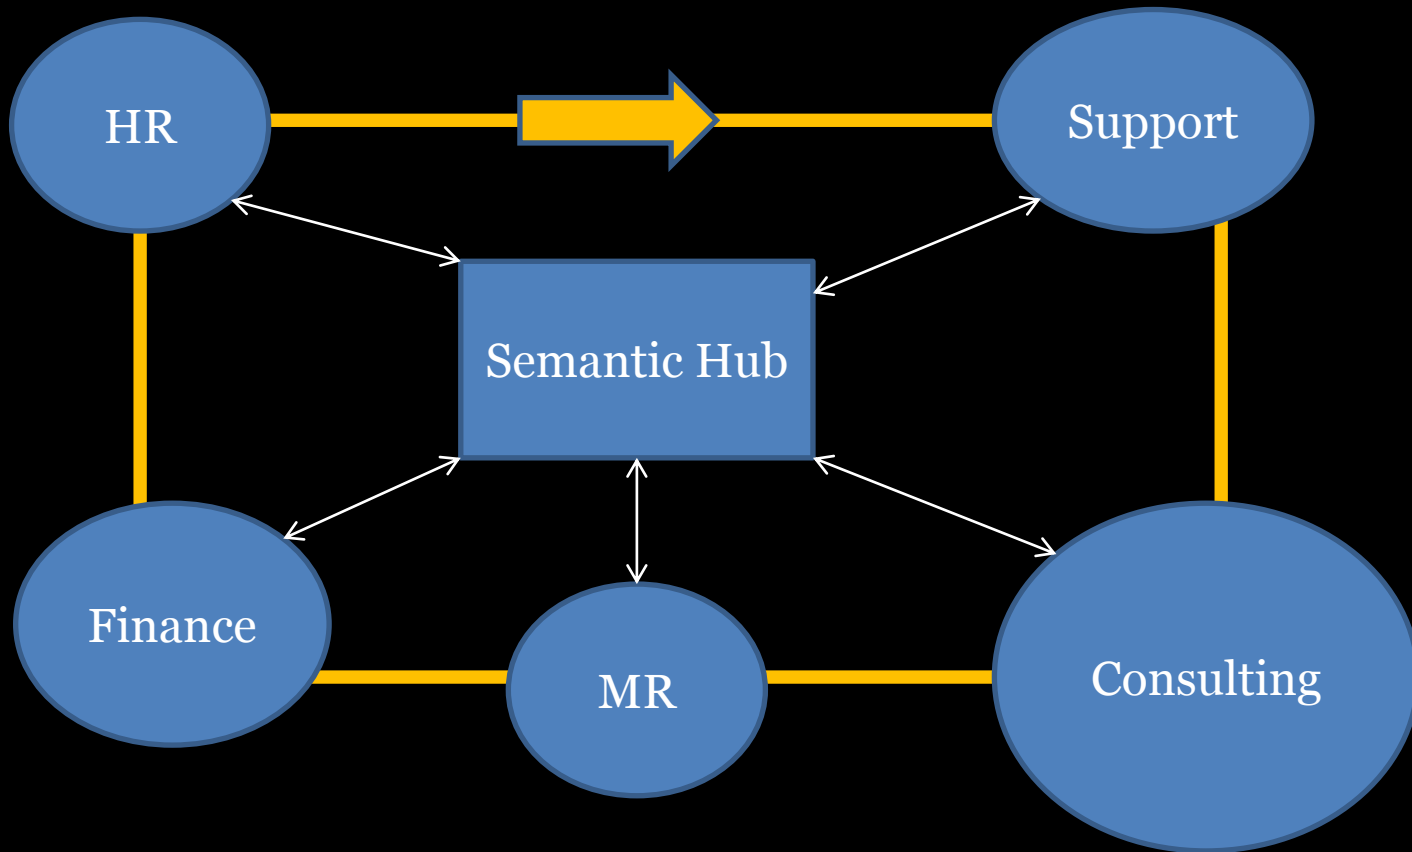 HR
Support
Semantic Hub
Finance
MR
Consulting